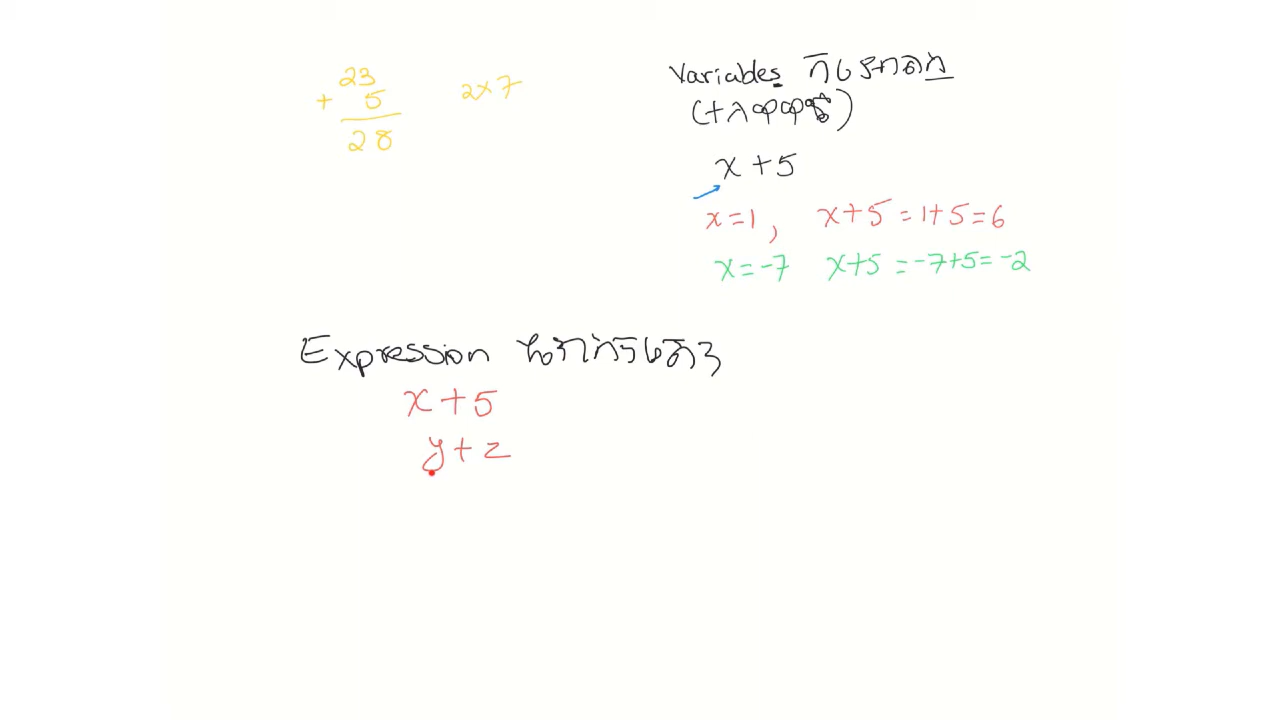 23
+ 5
28
2×7
Variables
x + 5
x = 1 , x+5 = 1+5 = 6
x = -7 x+5 = -7+5 = -2
Expression
x + 5
y + z